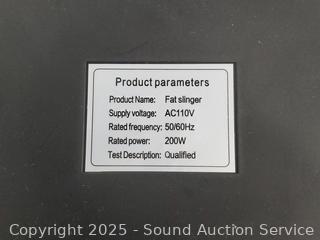 Product parameters
Product Name: Fat slinger
Supply voltage: AC110V
Rated frequency: 50/60Hz
Rated power: 200W
Test Description: Qualified
Copyright 2025 - Sound Auction Service